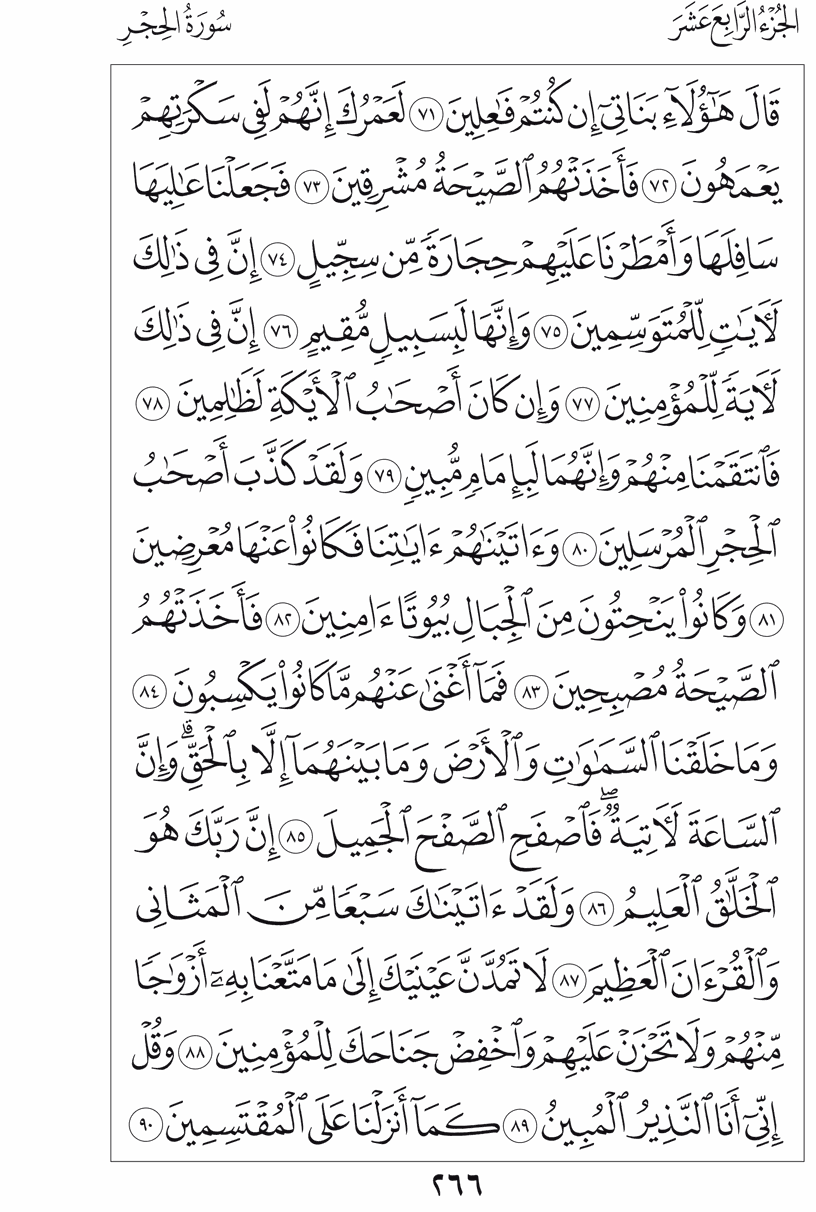 الجُزْءُ الرَّابِعَ عَشَرَ
سُورَةُ الحِجْرِ
قَالَ هَٰٓؤُلَآءِ بَنَاتِىٓ إِن كُنتُمْ فَٰعِلِينَ ٧١ لَعَمْرُكَ إِنَّهُمْ لَفِى سَكْرَتِهِمْ
يَعْمَهُونَ ٧٢ فَأَخَذَتْهُمُ ٱلصَّيْحَةُ مُشْرِقِينَ ٧٣ فَجَعَلْنَا عَٰلِيَهَا
سَافِلَهَا وَأَمْطَرْنَا عَلَيْهِمْ حِجَارَةً مِّن سِجِّيلٍ ٧٤ إِنَّ فِى ذَٰلِكَ
لَءَايَٰتٍ لِّلْمُتَوَسِّمِينَ ٧٥ وَإِنَّهَا لَبِسَبِيلٍ مُّقِيمٍ ٧٦ إِنَّ فِى ذَٰلِكَ
لَءَايَةً لِّلْمُؤْمِنِينَ ٧٧ وَإِن كَانَ أَصْحَٰبُ ٱلْأَيْكَةِ لَظَٰلِمِينَ ٧٨
فَٱنتَقَمْنَا مِنْهُمْ وَإِنَّهُمَا لَبِإِمَامٍ مُّبِينٍ ٧٩ وَلَقَدْ كَذَّبَ أَصْحَٰبُ
ٱلْحِجْرِ ٱلْمُرْسَلِينَ ٨٠ وَءَاتَيْنَٰهُمْ ءَايَٰتِنَا فَكَانُوا۟ عَنْهَا مُعْرِضِينَ
٨١ وَكَانُوا۟ يَنْحِتُونَ مِنَ ٱلْجِبَالِ بُيُوتًا ءَامِنِينَ ٨٢ فَأَخَذَتْهُمُ
ٱلصَّيْحَةُ مُصْبِحِينَ ٨٣ فَمَآ أَغْنَىٰ عَنْهُم مَّا كَانُوا۟ يَكْسِبُونَ ٨٤
وَمَا خَلَقْنَا ٱلسَّمَٰوَٰتِ وَٱلْأَرْضَ وَمَا بَيْنَهُمَآ إِلَّا بِٱلْحَقِّ ۗ وَإِنَّ
ٱلسَّاعَةَ لَءَاتِيَةٌ ۖ فَٱصْفَحِ ٱلصَّفْحَ ٱلْجَمِيلَ ٨٥ إِنَّ رَبَّكَ هُوَ
ٱلْخَلَّٰقُ ٱلْعَلِيمُ ٨٦ وَلَقَدْ ءَاتَيْنَٰكَ سَبْعًا مِّنَ ٱلْمَثَانِى
وَٱلْقُرْءَانَ ٱلْعَظِيمَ ٨٧ لَا تَمُدَّنَّ عَيْنَيْكَ إِلَىٰ مَا مَتَّعْنَا بِهِۦٓ أَزْوَٰجًا
مِّنْهُمْ وَلَا تَحْزَنْ عَلَيْهِمْ وَٱخْفِضْ جَنَاحَكَ لِلْمُؤْمِنِينَ ٨٨ وَقُلْ
إِنِّىٓ أَنَا ٱلنَّذِيرُ ٱلْمُبِينُ ٨٩ كَمَآ أَنزَلْنَا عَلَى ٱلْمُقْتَسِمِينَ ٩٠
٢٦٦